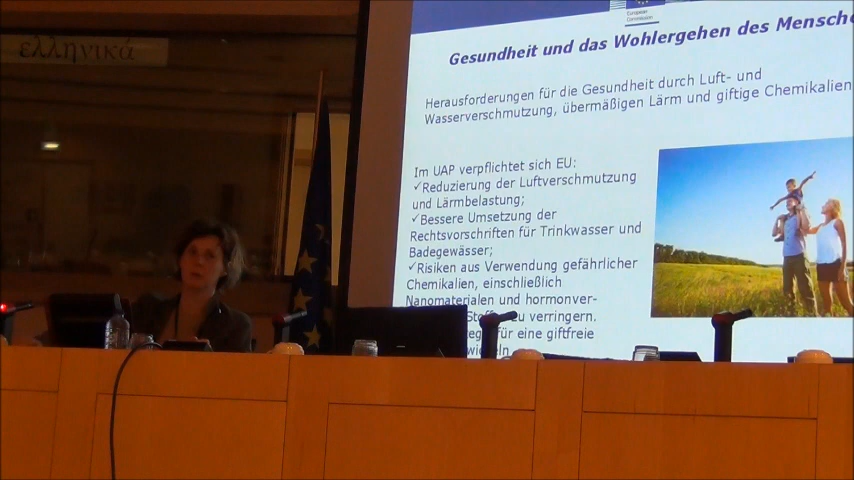 ελληνικά
European
Commission
Gesundheit und das Wohlergehen des Mensche
Herausforderungen für die Gesundheit durch Luft- und
Wasserverschmutzung, übermäßigen Lärm und giftige Chemikalien
Im UAP verpflichtet sich EU:
✓Reduzierung der Luftverschmutzung
und Lärmbelastung;
✓Bessere Umsetzung der
Rechtsvorschriften für Trinkwasser und
Badegewässer;
✓Risiken aus Verwendung gefährlicher
Chemikalien, einschließlich
Nanomaterialen und hormonver-
zu verringern.
für eine giftfreie